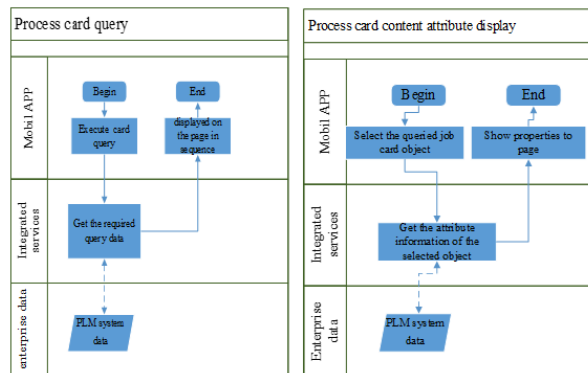 Process card query
Mobil APP
Begin
End
Execute card
query
displayed on
the page in
sequence
Integrated
services
Get the required
query data
enterprise data
PLM system
data
Process card content attribute display
Mobil APP
Begin
End
Select the queried job
card object
Show properties to
page
Integrated
services
Get the attribute
information of the
selected object
Enterprise
data
PLM system
data